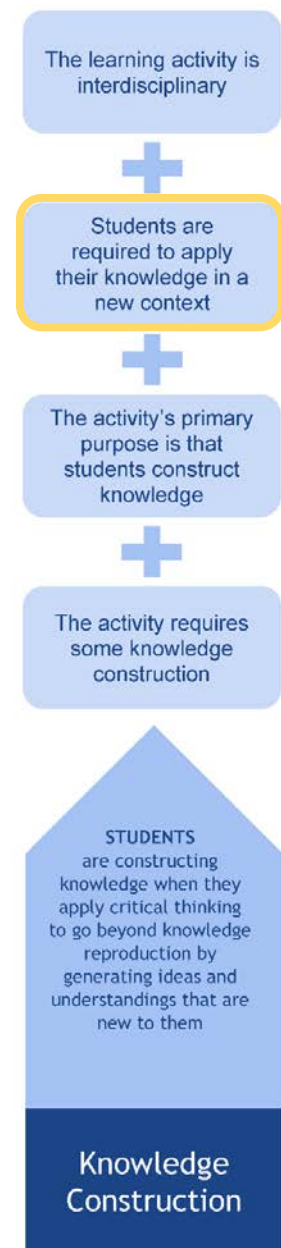 The learning activity is
interdisciplinary
Students are
required to apply
their knowledge in a
new context
The activity's primary
purpose is that
students construct
knowledge
The activity requires
some knowledge
construction
STUDENTS
are constructing
knowledge when they
apply critical thinking
to go beyond knowledge
reproduction by
generating ideas and
understandings that are
new to them
Knowledge
Construction